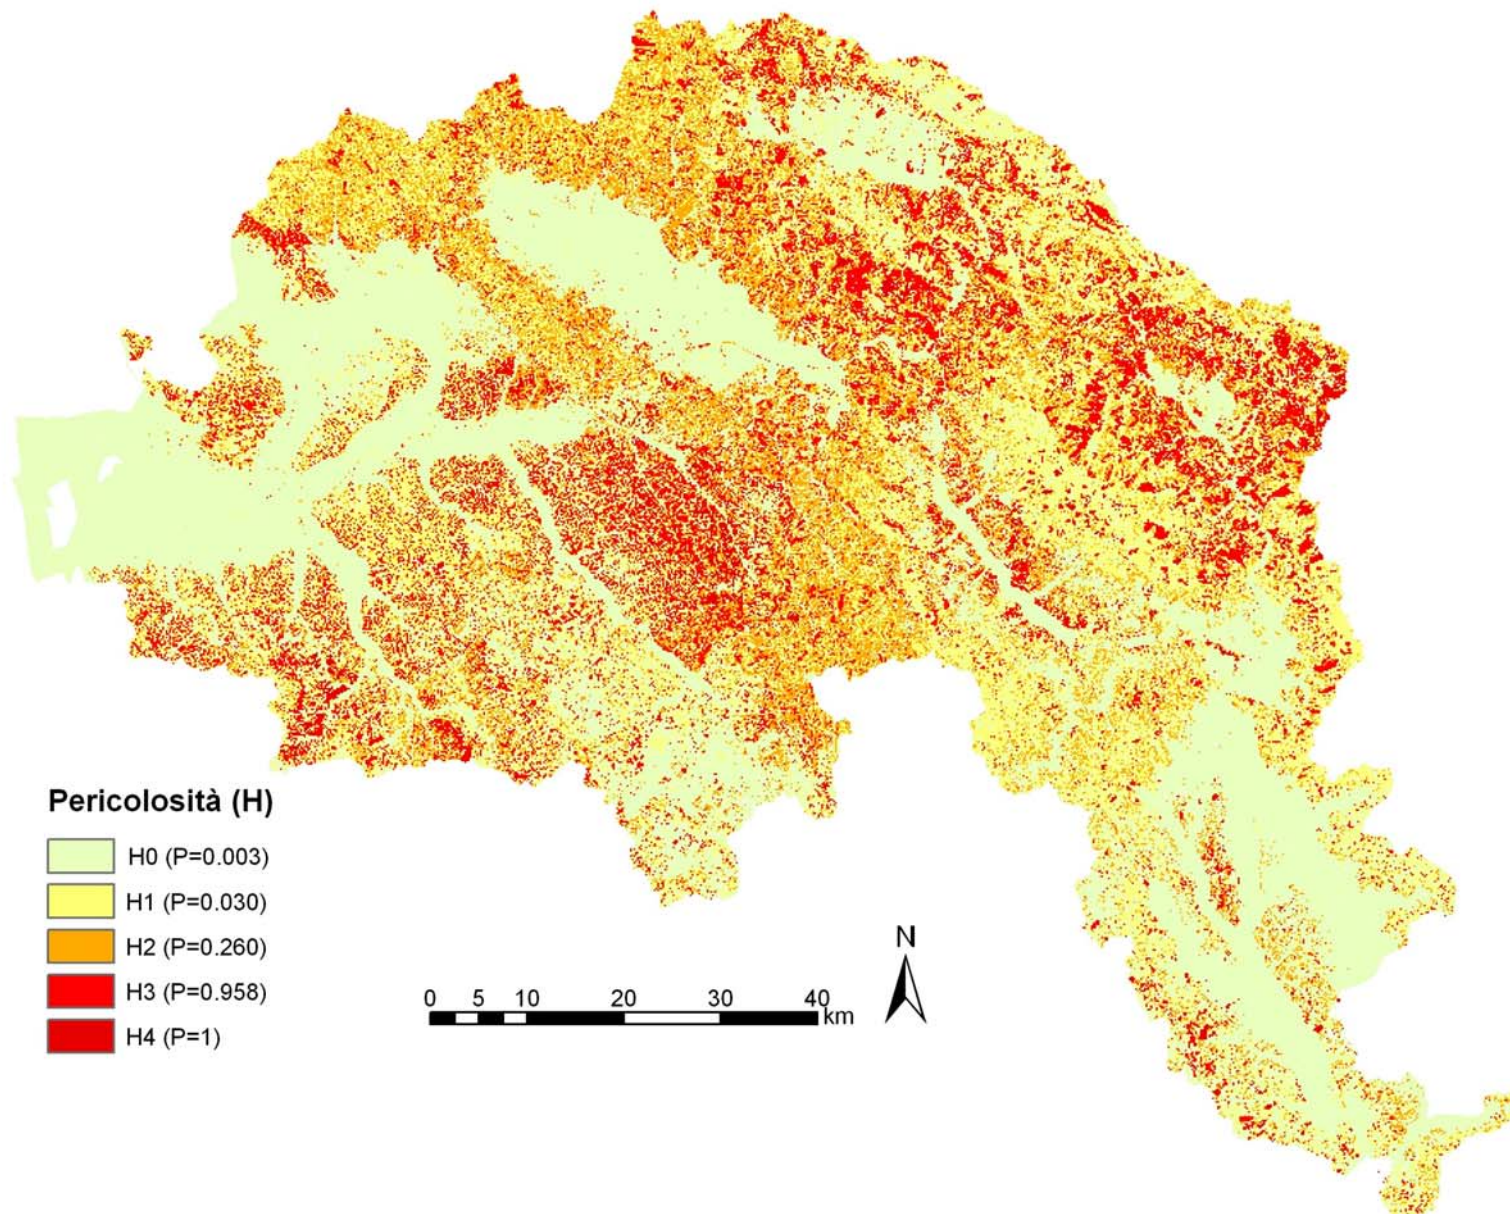 Pericolosità (H)
H0 (P=0.003)
H1 (P=0.030)
H2 (P=0.260)
H3 (P=0.958)
H4 (P=1)
0 5 10 20 30 40
km
N